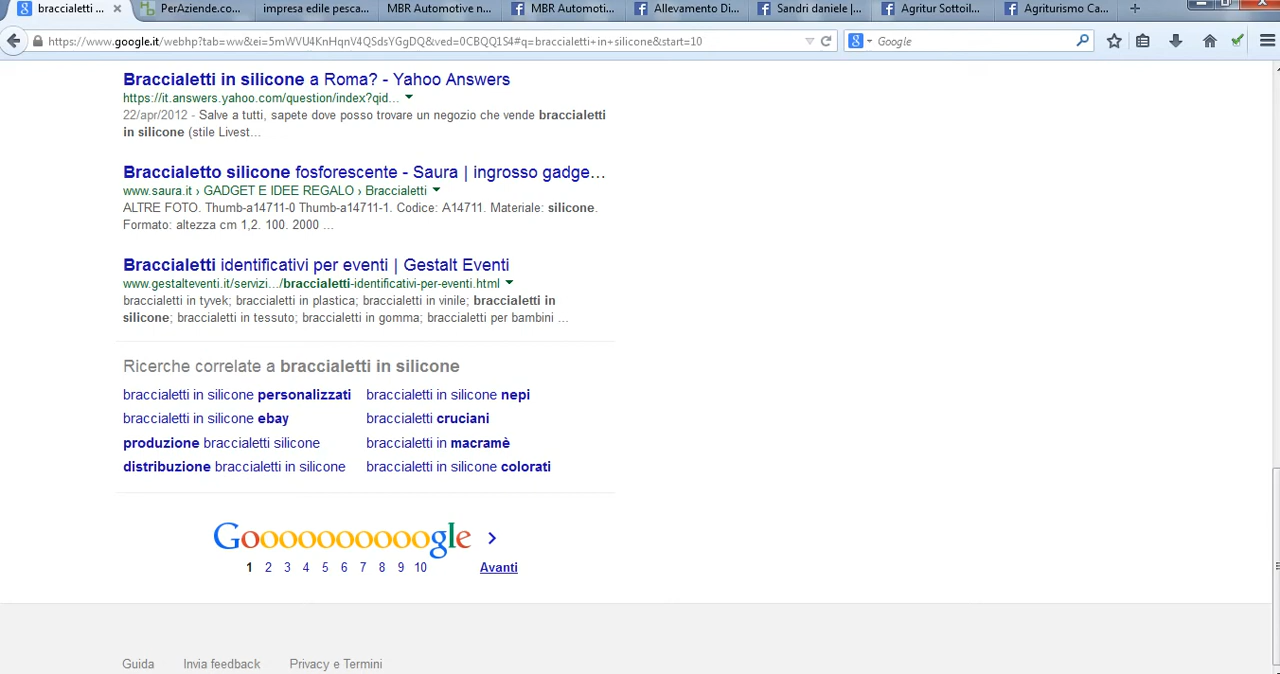 braccialetti ...
PerAziende.co...
impresa edile pesca...
MBR Automotive n...
MBR Automoti...
Allevamento Di...
Sandri daniele |...
Agritur Sottoil...
Agriturismo Ca...
https://www.google.it/webhp?tab=ww&ei=5mWVU4KnHqnV4QSdsYGgDQ&ved=0CBQQ1S4#q=braccialetti+in+silicone&start=10
Google
Braccialetti in silicone a Roma? - Yahoo Answers
https://it.answers.yahoo.com/question/index?qid...
22/apr/2012 - Salve a tutti, sapete dove posso trovare un negozio che vende braccialetti
in silicone (stile Livest...
Braccialetto silicone fosforescente - Saura | ingrosso gadge...
www.saura.it › GADGET E IDEE REGALO › Braccialetti
ALTRE FOTO. Thumb-a14711-0 Thumb-a14711-1. Codice: A14711. Materiale: silicone.
Formato: altezza cm 1,2. 100. 2000 ...
Braccialetti identificativi per eventi | Gestalt Eventi
www.gestalteventi.it/servizi.../braccialetti-identificativi-per-eventi.html
braccialetti in tyvek; braccialetti in plastica; braccialetti in vinile; braccialetti in
silicone; braccialetti in tessuto; braccialetti in gomma; braccialetti per bambini ...
Ricerche correlate a braccialetti in silicone
braccialetti in silicone personalizzati
braccialetti in silicone nepi
braccialetti in silicone ebay
braccialetti cruciani
produzione braccialetti silicone
braccialetti in macramè
distribuzione braccialetti in silicone
braccialetti in silicone colorati
Goooooooooogle
1 2 3 4 5 6 7 8 9 10 Avanti
Guida Invia feedback Privacy e Termini